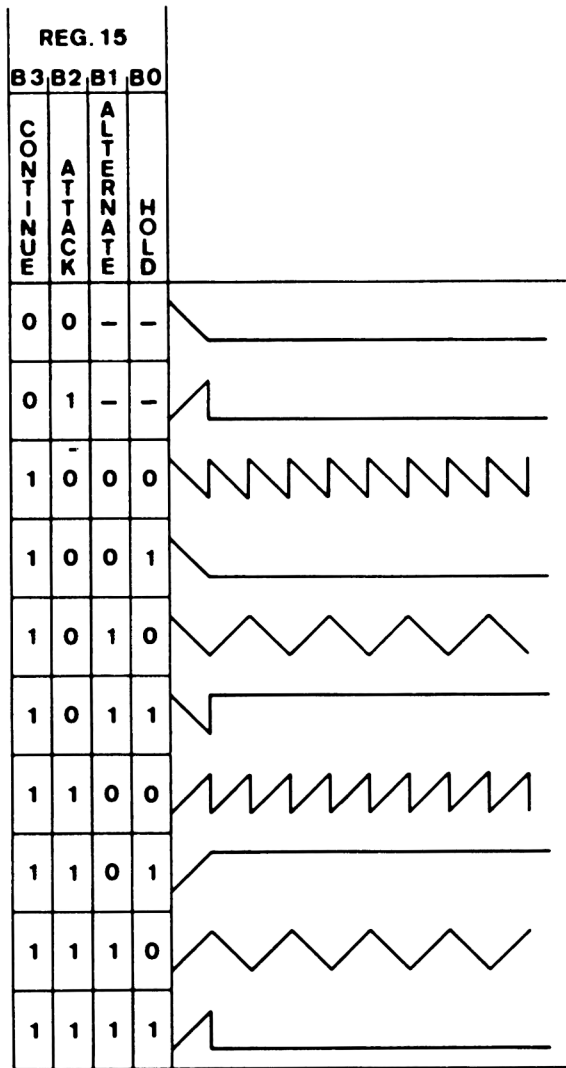 REG. 15
B3 B2 B1 B0
CONTINUE ATTACK ALTERNATE HOLD
0 0 – –
0 1 – –
1 0 0 0
1 0 0 1
1 0 1 0
1 0 1 1
1 1 0 0
1 1 0 1
1 1 1 0
1 1 1 1